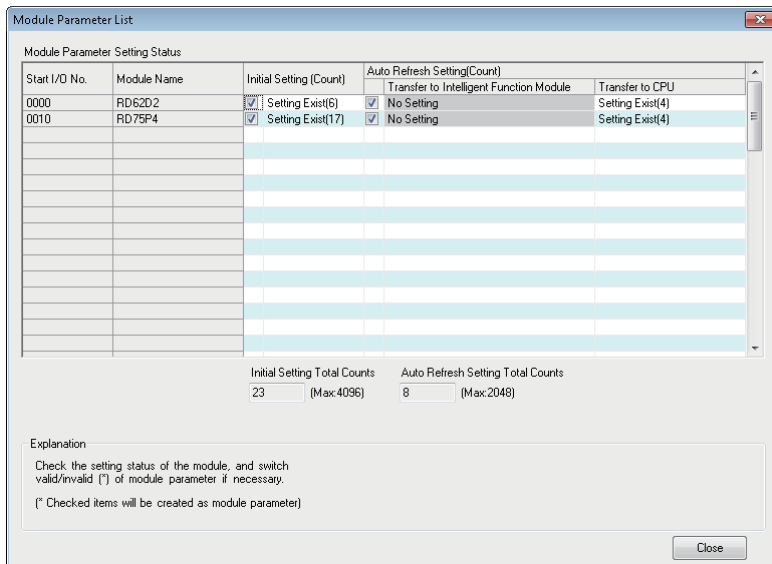 Module Parameter List
Module Parameter Setting Status
Start I/O No. Module Name Initial Setting (Count) Auto Refresh Setting(Count)
Transfer to Intelligent Function Module Transfer to CPU
0000 RD62D2 Setting Exist(6) No Setting Setting Exist(4)
0010 RD75P4 Setting Exist(17) No Setting Setting Exist(4)
Initial Setting Total Counts Auto Refresh Setting Total Counts
23 (Max:4096) 8 (Max:2048)
Explanation
Check the setting status of the module, and switch
valid/invalid (*) of module parameter if necessary.
(* Checked items will be created as module parameter)
Close